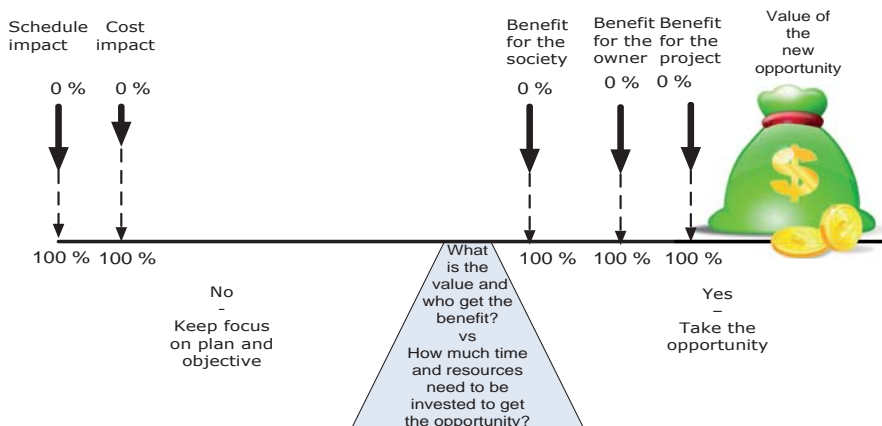 Schedule
impact
0 %
100 %
Cost
impact
0 %
100 %
Benefit
for the
society
0 %
100 %
Benefit
for the
owner
0 %
100 %
Benefit
for the
project
0 %
100 %
Value of
the
new
opportunity
$
No
-
Keep focus
on plan and
objective
What
is the
value and
who get the
benefit?
vs
How much time
and resources
need to be
invested to get
the opportunity?
Yes
–
Take the
opportunity